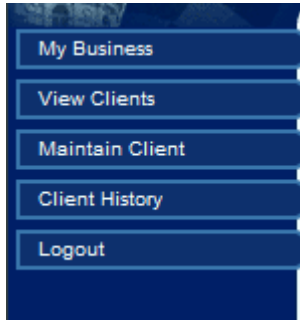 My Business
View Clients
Maintain Client
Client History
Logout